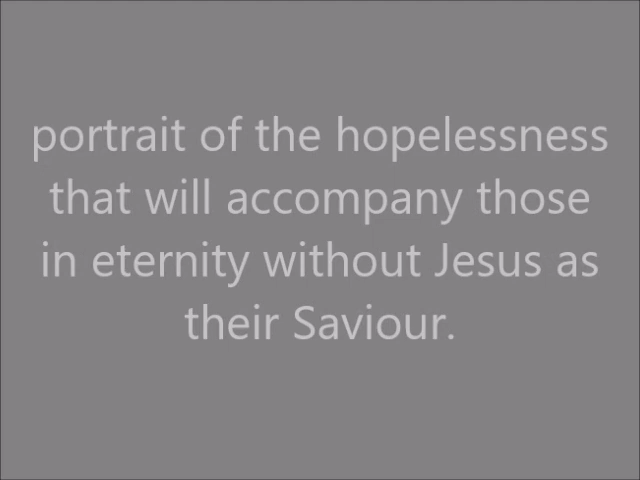 portrait of the hopelessness
that will accompany those
in eternity without Jesus as
their Saviour.